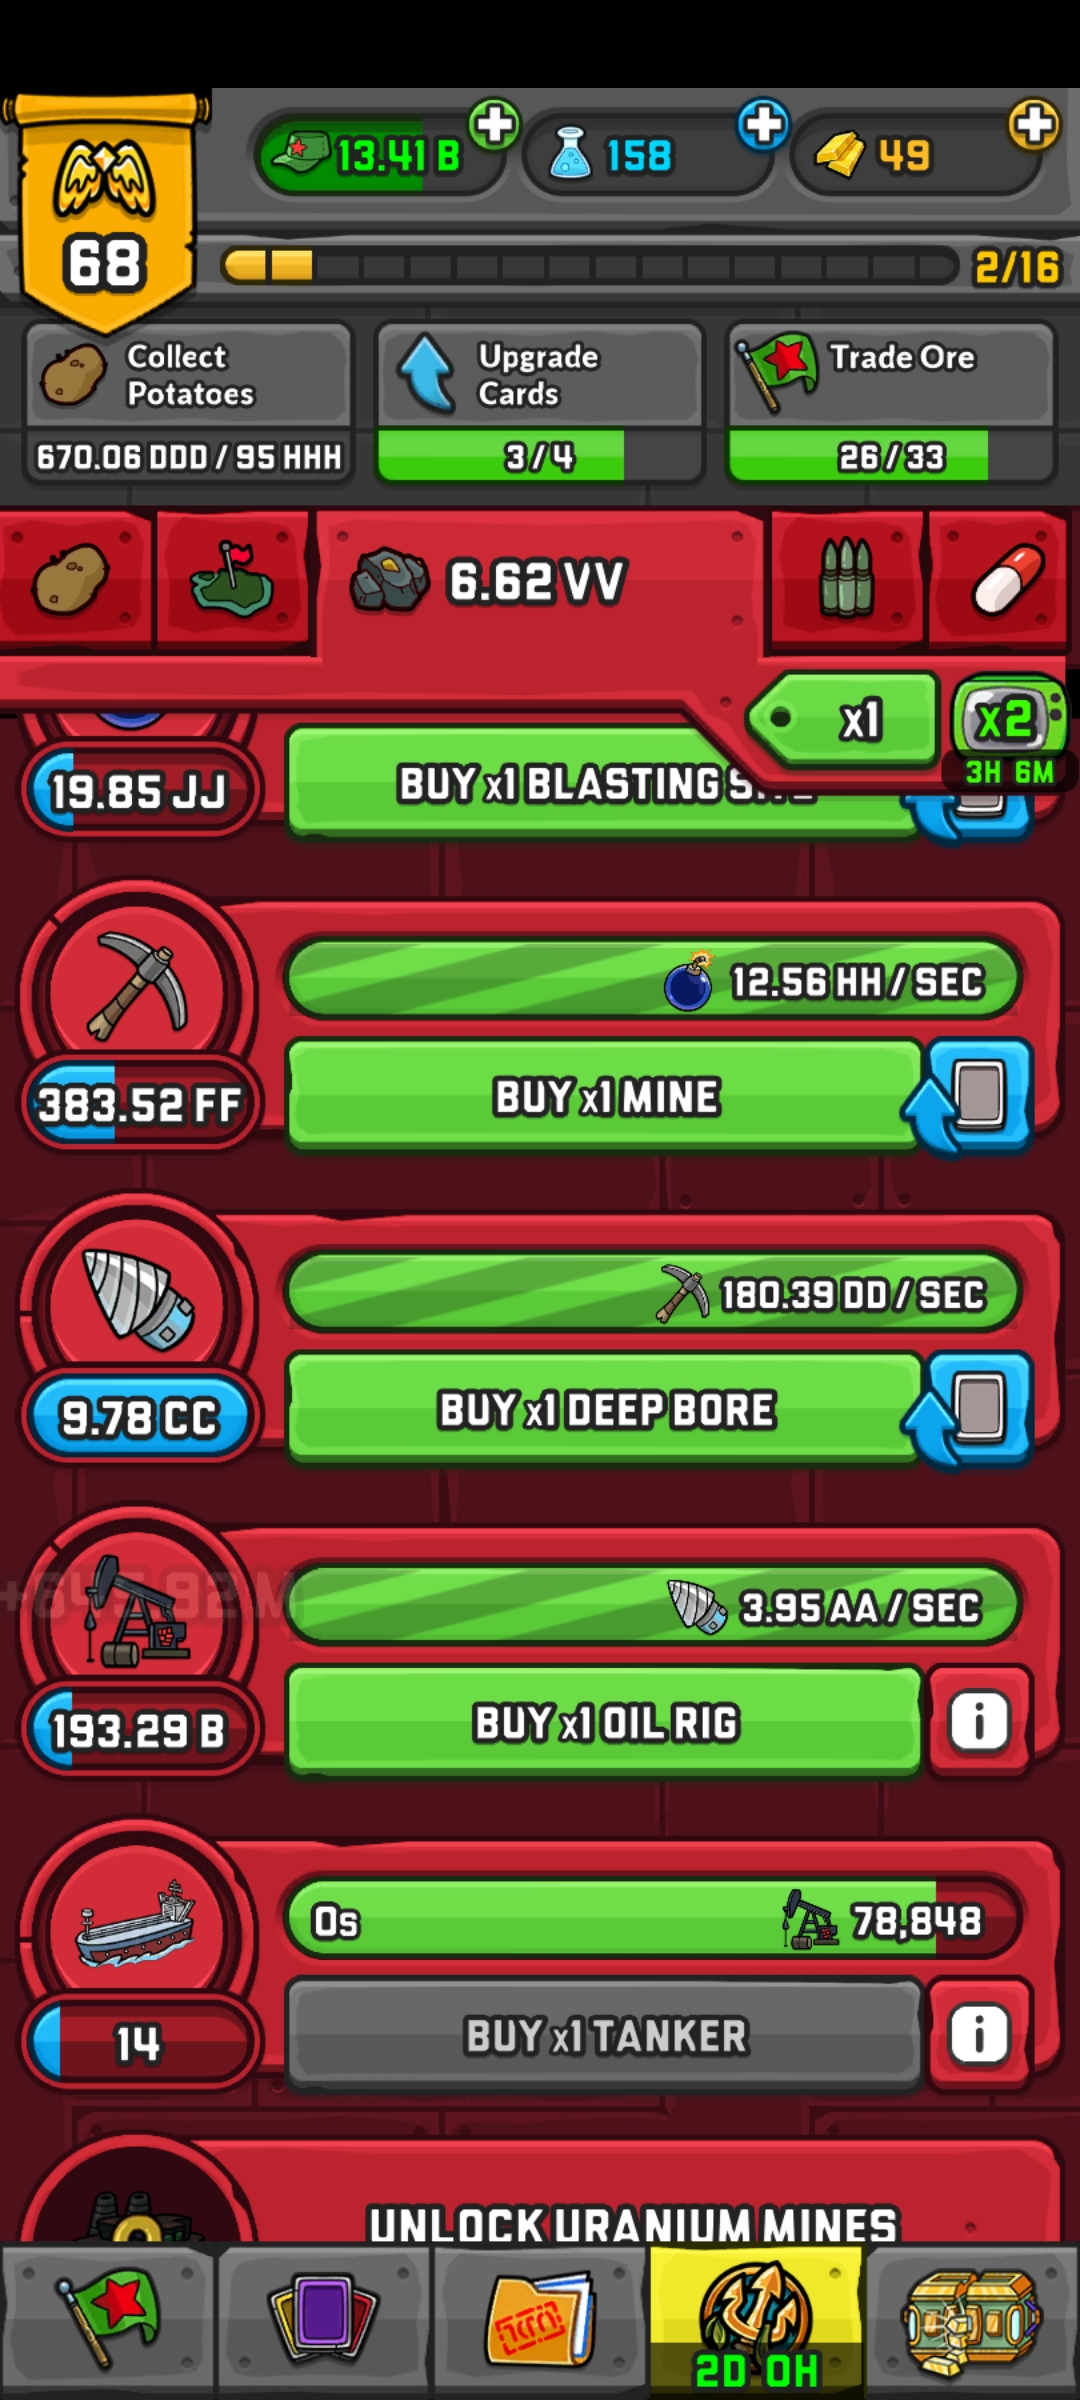 13.41 B
158
49
68
2/16
Collect
Potatoes
670.06 DDD / 95 HHH
Upgrade
Cards
3/4
Trade Ore
26/33
6.62 VV
x1
x2
3H 6M
19.85 JJ
BUY x1 BLASTING
12.56 HH / SEC
383.52 FF
BUY x1 MINE
180.39 DD / SEC
9.78 CC
BUY x1 DEEP BORE
+645.92 M
3.95 AA / SEC
193.29 B
BUY x1 OIL RIG
0s
78,848
14
BUY x1 TANKER
UNLOCK URANIUM MINES
2D 0H